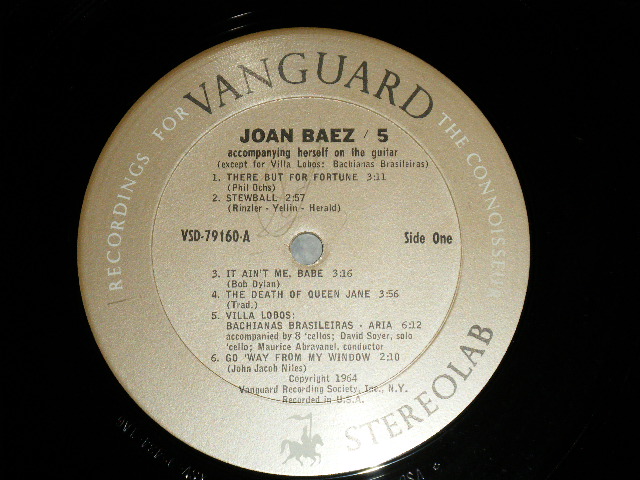 RECORDINGS FOR VANGUARD THE CONNOISSEUR
JOAN BAEZ / 5
accompanying herself on the guitar
(except for Villa Lobos: Bachianas Brasileiras)
1. THERE BUT FOR FORTUNE 3:11
(Phil Ochs)
2. STEWBALL 2:57
(Rinzler - Yellin - Herald)
VSD-79160-A Side One
3. IT AIN'T ME, BABE 3:16
(Bob Dylan)
4. THE DEATH OF QUEEN JANE 3:56
(Trad.)
5. VILLA LOBOS:
BACHIANAS BRASILEIRAS - ARIA 6:12
accompanied by 8 'cellos; David Soyer, solo
'cello; Maurice Abravanel, conductor
6. GO 'WAY FROM MY WINDOW 2:10
(John Jacob Niles)
Copyright 1964
Vanguard Recording Society, Inc., N.Y.
Recorded in U.S.A.
STEREOLAB